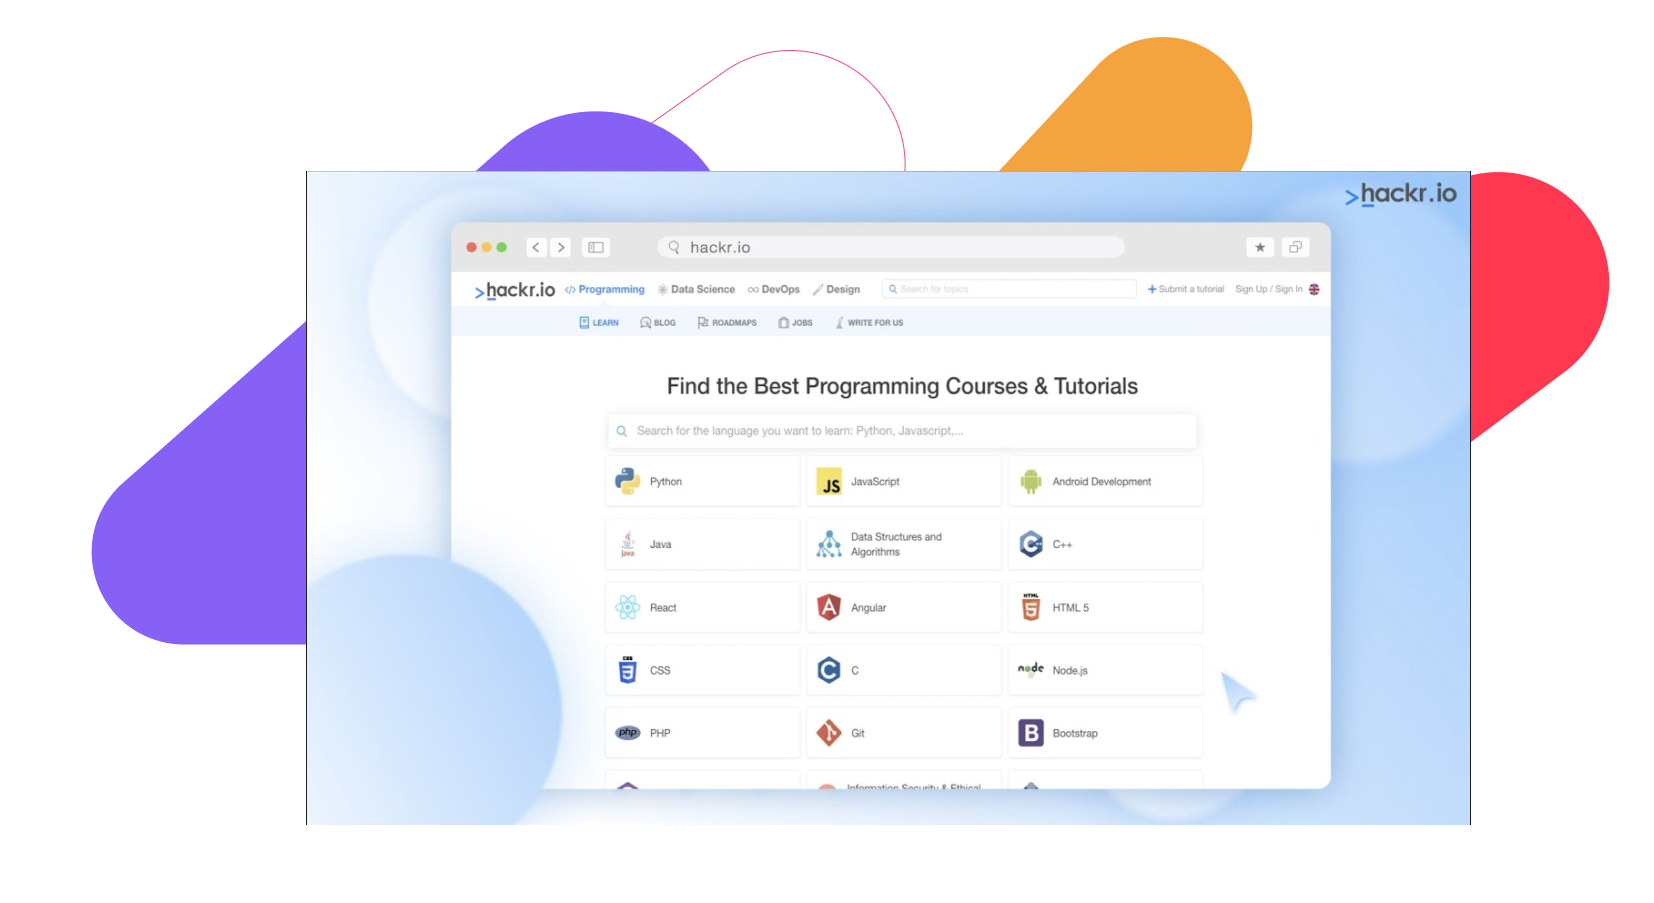 >hackr.io
hackr.io
>hackr.io </> Programming Data Science DevOps Design Search for topics + Submit a tutorial Sign Up / Sign In
LEARN BLOG ROADMAPS JOBS WRITE FOR US
Find the Best Programming Courses & Tutorials
Search for the language you want to learn: Python, Javascript,...
Python JS JavaScript Android Development
Java Java Data Structures and
Algorithms
C C++
React A Angular HTML 5 HTML 5
CSS 3 CSS C C node Node.js
php PHP Git B Bootstrap
Information Security & Ethical